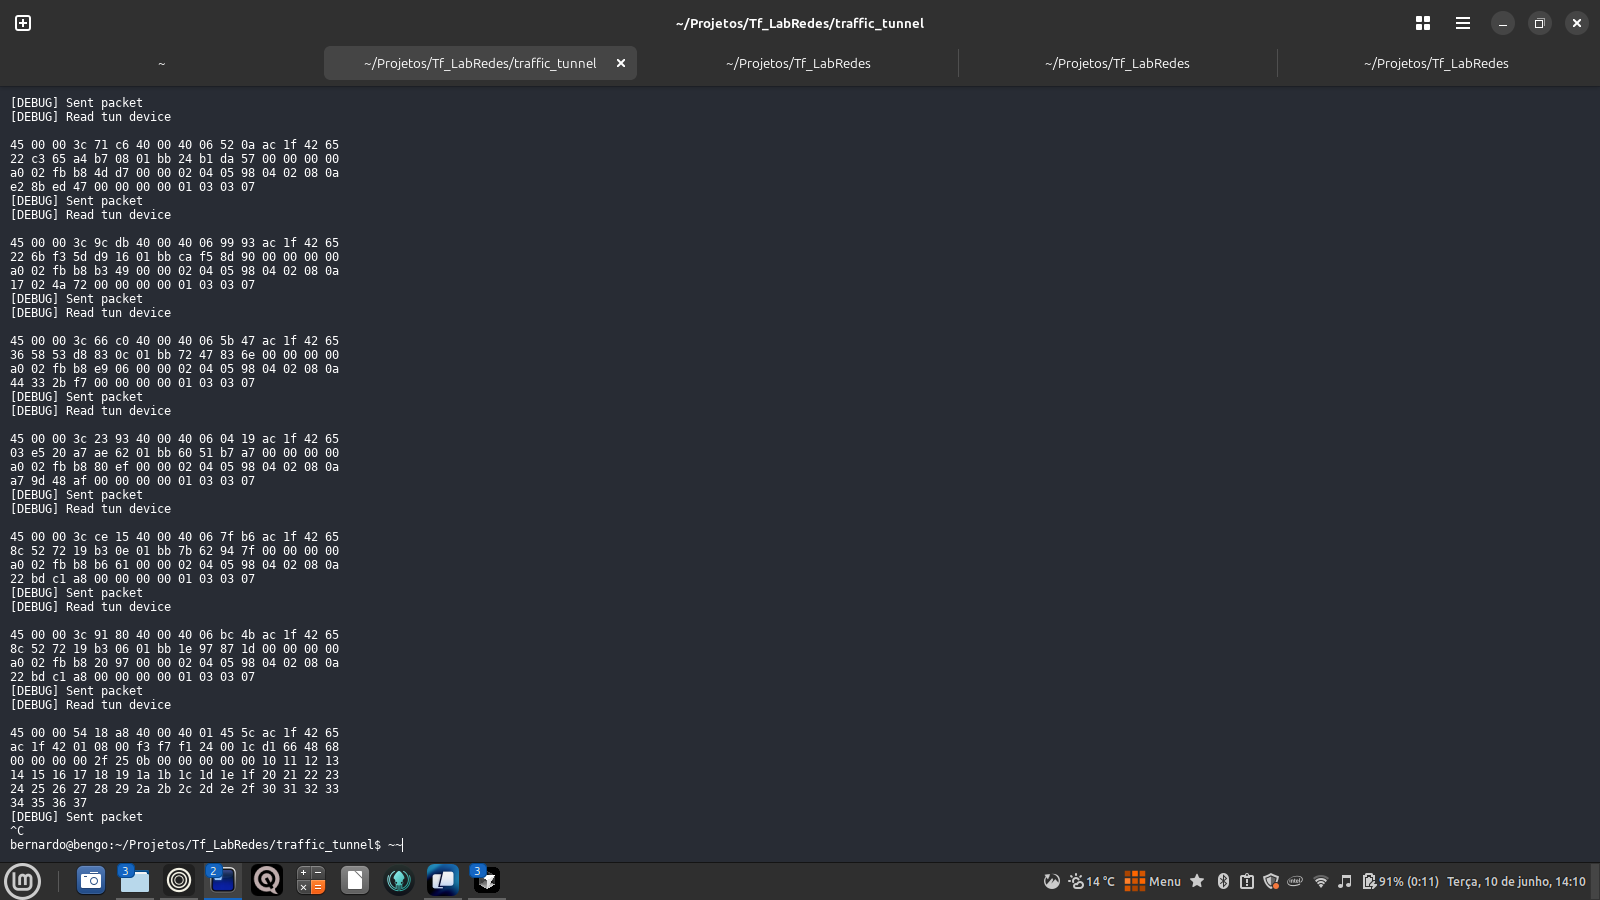 ~/Projetos/Tf_LabRedes/traffic_tunnel
~
~/Projetos/Tf_LabRedes/traffic_tunnel
~/Projetos/Tf_LabRedes
~/Projetos/Tf_LabRedes
~/Projetos/Tf_LabRedes
[DEBUG] Sent packet
[DEBUG] Read tun device
45 00 00 3c 71 c6 40 00 40 06 52 0a ac 1f 42 65
22 c3 65 a4 b7 08 01 bb 24 b1 da 57 00 00 00 00
a0 02 fb b8 4d d7 00 00 02 04 05 98 04 02 08 0a
e2 8b ed 47 00 00 00 00 01 03 03 07
[DEBUG] Sent packet
[DEBUG] Read tun device
45 00 00 3c 9c db 40 00 40 06 99 93 ac 1f 42 65
22 6b f3 5d d9 16 01 bb ca f5 8d 90 00 00 00 00
a0 02 fb b8 b3 49 00 00 02 04 05 98 04 02 08 0a
17 02 4a 72 00 00 00 00 01 03 03 07
[DEBUG] Sent packet
[DEBUG] Read tun device
45 00 00 3c 66 c0 40 00 40 06 5b 47 ac 1f 42 65
36 58 53 d8 83 0c 01 bb 72 47 83 6e 00 00 00 00
a0 02 fb b8 e9 06 00 00 02 04 05 98 04 02 08 0a
44 33 2b f7 00 00 00 00 01 03 03 07
[DEBUG] Sent packet
[DEBUG] Read tun device
45 00 00 3c 23 93 40 00 40 06 04 19 ac 1f 42 65
03 e5 20 a7 ae 62 01 bb 60 51 b7 a7 00 00 00 00
a0 02 fb b8 80 ef 00 00 02 04 05 98 04 02 08 0a
a7 9d 48 af 00 00 00 00 01 03 03 07
[DEBUG] Sent packet
[DEBUG] Read tun device
45 00 00 3c ce 15 40 00 40 06 7f b6 ac 1f 42 65
8c 52 72 19 b3 0e 01 bb 7b 62 94 7f 00 00 00 00
a0 02 fb b8 b6 61 00 00 02 04 05 98 04 02 08 0a
22 bd c1 a8 00 00 00 00 01 03 03 07
[DEBUG] Sent packet
[DEBUG] Read tun device
45 00 00 3c 91 80 40 00 40 06 bc 4b ac 1f 42 65
8c 52 72 19 b3 06 01 bb 1e 97 87 1d 00 00 00 00
a0 02 fb b8 20 97 00 00 02 04 05 98 04 02 08 0a
22 bd c1 a8 00 00 00 00 01 03 03 07
[DEBUG] Sent packet
[DEBUG] Read tun device
45 00 00 54 18 a8 40 00 40 01 45 5c ac 1f 42 65
ac 1f 42 01 08 00 f3 f7 f1 24 00 1c d1 66 48 68
00 00 00 00 2f 25 0b 00 00 00 00 00 10 11 12 13
14 15 16 17 18 19 1a 1b 1c 1d 1e 1f 20 21 22 23
24 25 26 27 28 29 2a 2b 2c 2d 2e 2f 30 31 32 33
34 35 36 37
[DEBUG] Sent packet
^C
bernardo@bengo:~/Projetos/Tf_LabRedes/traffic_tunnel$ ~~
3
2
3
14 °C
Menu
91% (0:11)
Terça, 10 de junho, 14:10